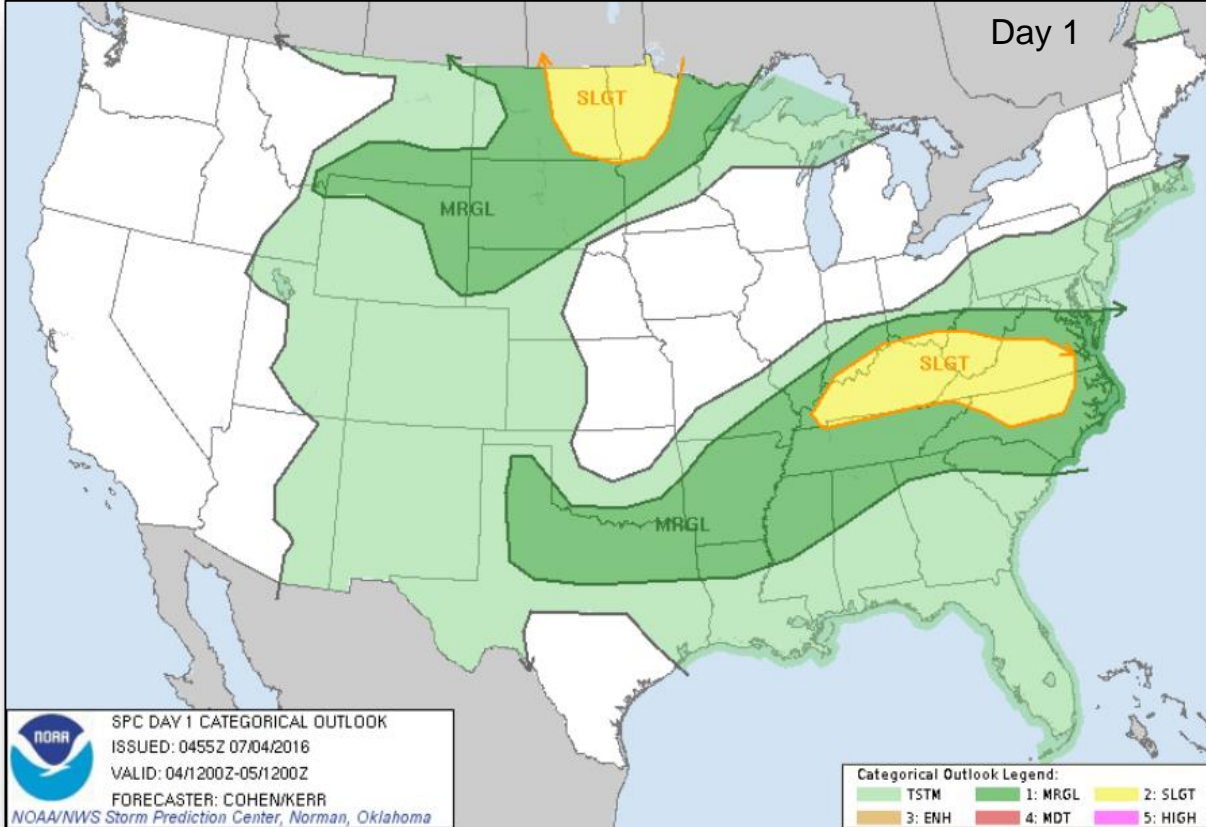 Day 1
SLGT
MRGL
SLGT
MRGL
NOAA
SPC DAY 1 CATEGORICAL OUTLOOK
ISSUED: 0455Z 07/04/2016
VALID: 04/1200Z-05/1200Z
FORECASTER: COHEN/KERR
NOAA/NWS Storm Prediction Center, Norman, Oklahoma
Categorical Outlook Legend:
TSTM 1: MRGL 2: SLGT
3: ENH 4: MDT 5: HIGH